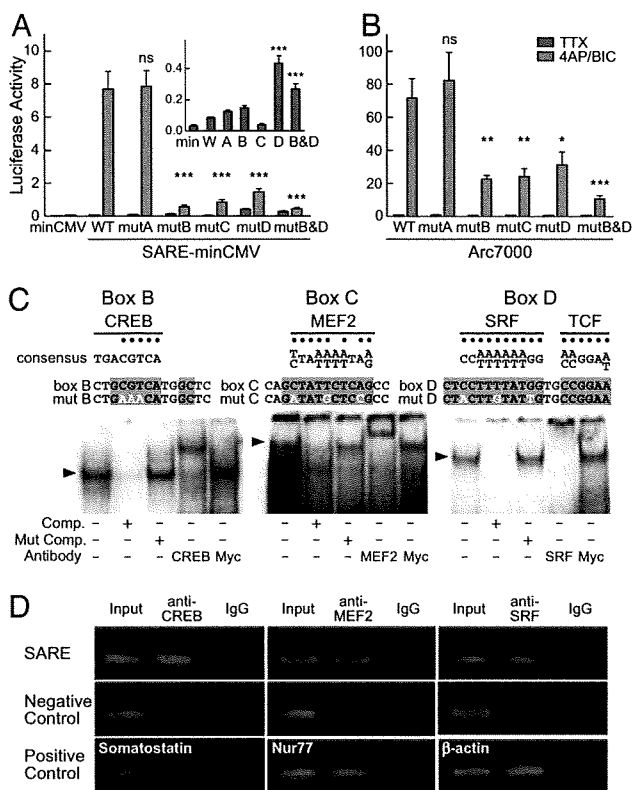 A
Luciferase Activity
10
8
6
4
2
0
ns
***
***
***
***
0.4
0.2
0.0
***
***
min W A B C D B&D
minCMV WT mutA mutB mutC mutD mutB&D
SARE-minCMV
B
100
80
60
40
20
0
ns
**
**
*
***
TTX
4AP/BIC
WT mutA mutB mutC mutD mutB&D
Arc7000
C
Box B
CREB
consensus TGACGTCA
box B CTGCGTCATGGCTC
mut B CTGAAACATGGCTC
Box C
MEF2
box C CAGCTATTCTCAGCC
mut C
Box D
SRF TCF
box D CTCCTTTTATGGTGCCGGAA
mut D
Comp. - + - - - - + - - - - + - - -
Mut Comp. - - + - - - - + - - - - + - -
Antibody - - - CREB Myc - - - MEF2 Myc - - - SRF Myc
D
Input anti-CREB IgG Input anti-MEF2 IgG Input anti-SRF IgG
SARE
Negative Control
Positive Control
Somatostatin Nur77 β-actin